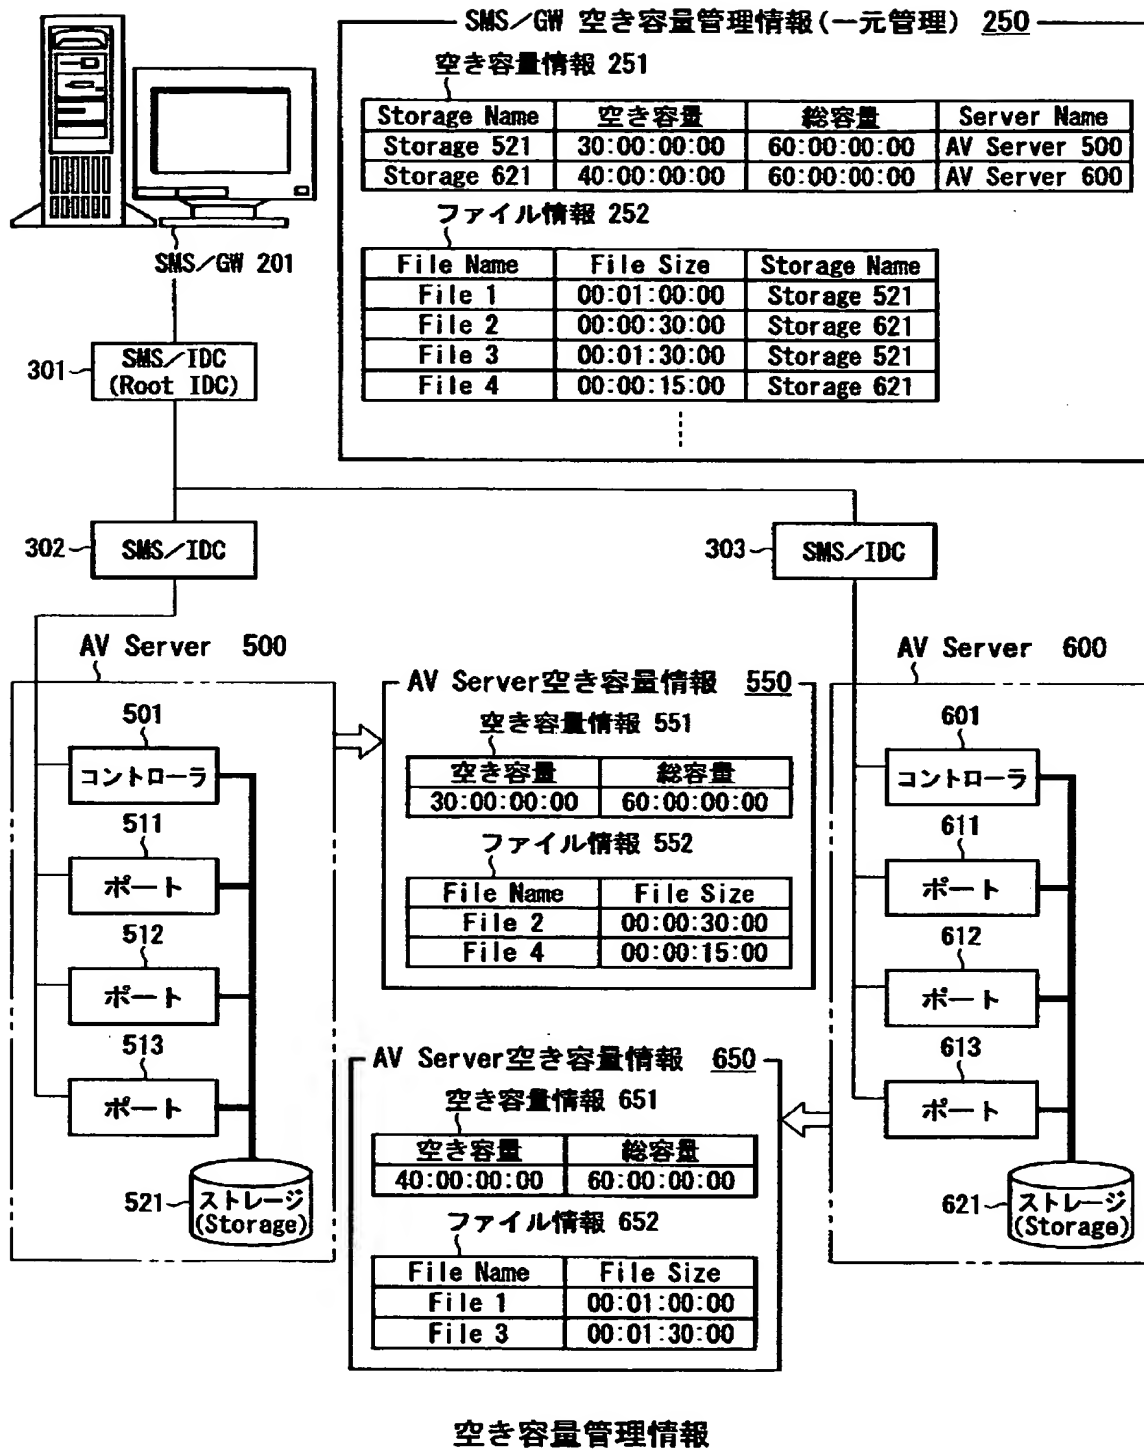 SMS/GW 空き容量管理情報(一元管理) 250
空き容量情報 251
Storage Name 空き容量 総容量 Server Name
Storage 521 30:00:00:00 60:00:00:00 AV Server 500
Storage 621 40:00:00:00 60:00:00:00 AV Server 600
ファイル情報 252
File Name File Size Storage Name
File 1 00:01:00:00 Storage 521
File 2 00:00:30:00 Storage 621
File 3 00:01:30:00 Storage 521
File 4 00:00:15:00 Storage 621
SMS/GW 201
301
SMS/IDC
(Root IDC)
302
SMS/IDC
303
SMS/IDC
AV Server 500
501
コントローラ
511
ポート
512
ポート
513
ポート
521
ストレージ
(Storage)
AV Server空き容量情報 550
空き容量情報 551
空き容量 総容量
30:00:00:00 60:00:00:00
ファイル情報 552
File Name File Size
File 2 00:00:30:00
File 4 00:00:15:00
AV Server空き容量情報 650
空き容量情報 651
空き容量 総容量
40:00:00:00 60:00:00:00
ファイル情報 652
File Name File Size
File 1 00:01:00:00
File 3 00:01:30:00
AV Server 600
601
コントローラ
611
ポート
612
ポート
613
ポート
621
ストレージ
(Storage)
空き容量管理情報